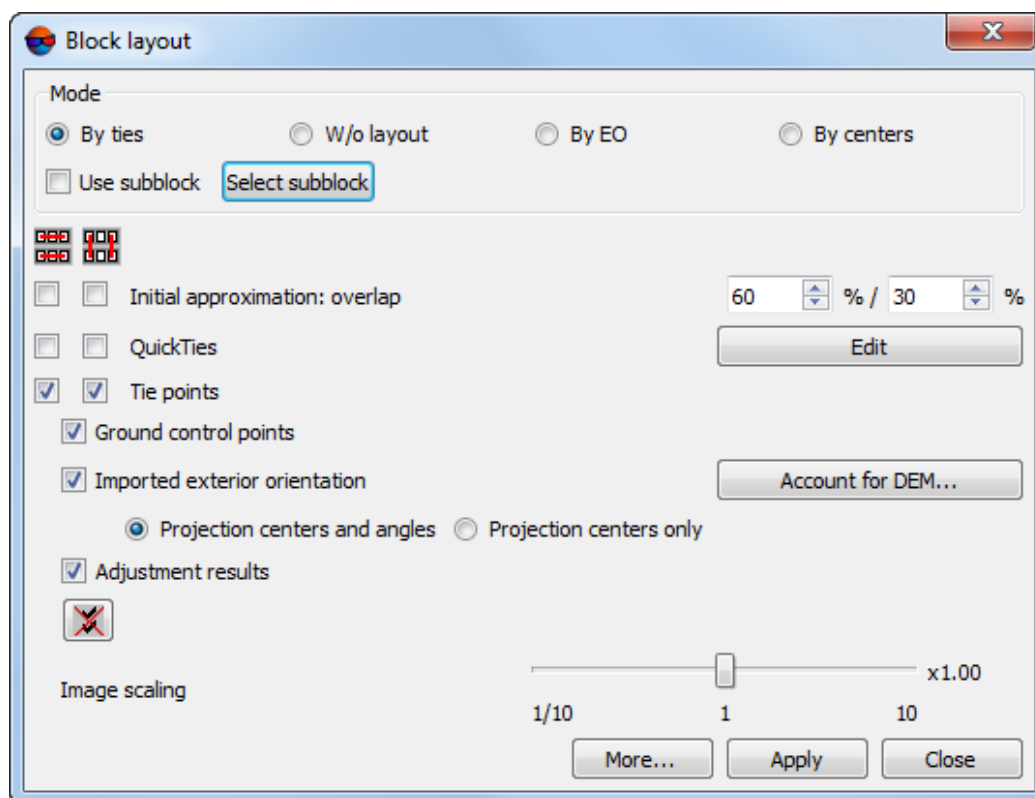 Block layout
Mode
By ties W/o layout By EO By centers
Use subblock Select subblock
Initial approximation: overlap 60 % / 30 %
QuickTies Edit
Tie points
Ground control points
Imported exterior orientation Account for DEM...
Projection centers and angles Projection centers only
Adjustment results
Image scaling x1.00
1/10 1 10
More... Apply Close